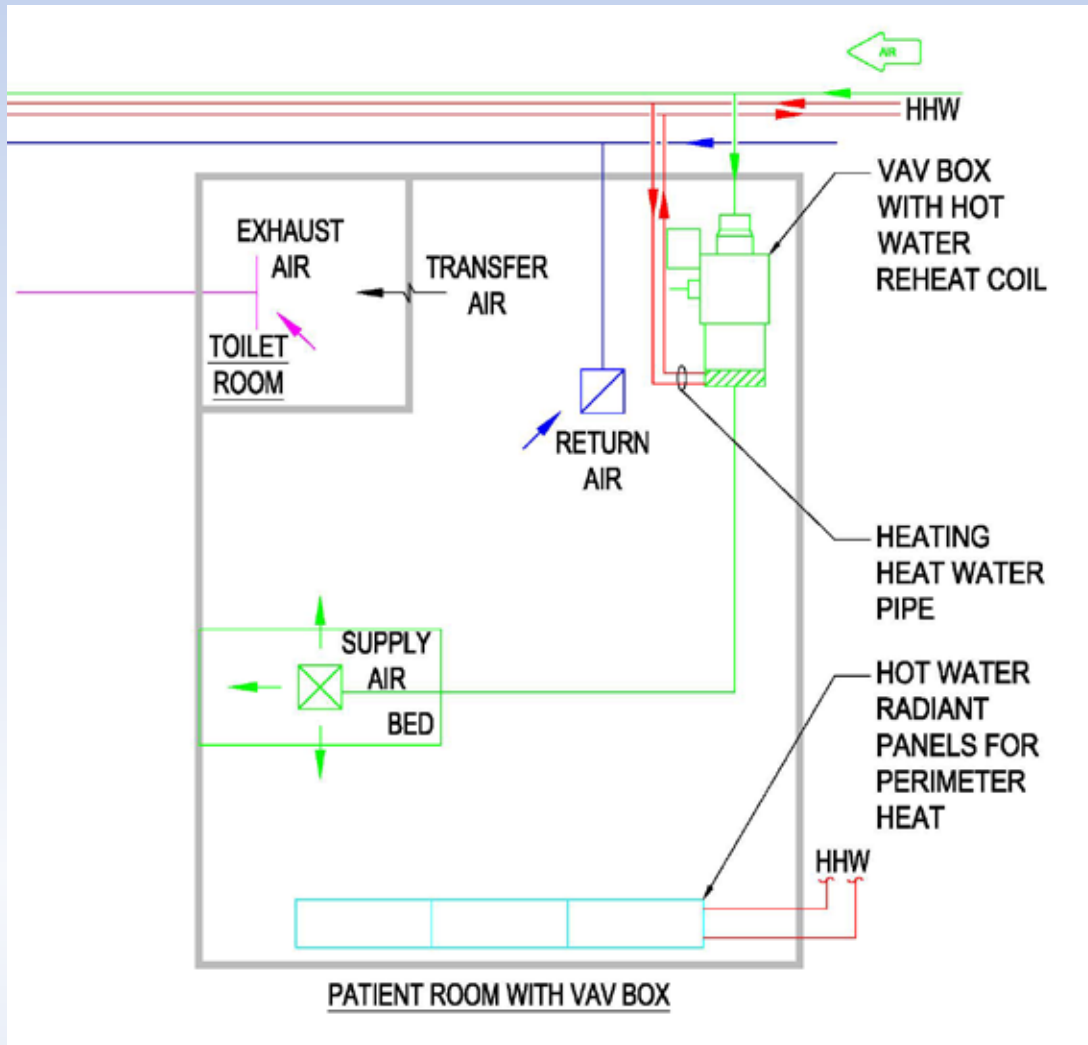 AIR
HHW
VAV BOX
WITH HOT
WATER
REHEAT COIL
EXHAUST
AIR
TRANSFER
AIR
TOILET
ROOM
RETURN
AIR
HEATING
HEAT WATER
PIPE
SUPPLY
AIR
BED
HOT WATER
RADIANT
PANELS FOR
PERIMETER
HEAT
HHW
PATIENT ROOM WITH VAV BOX